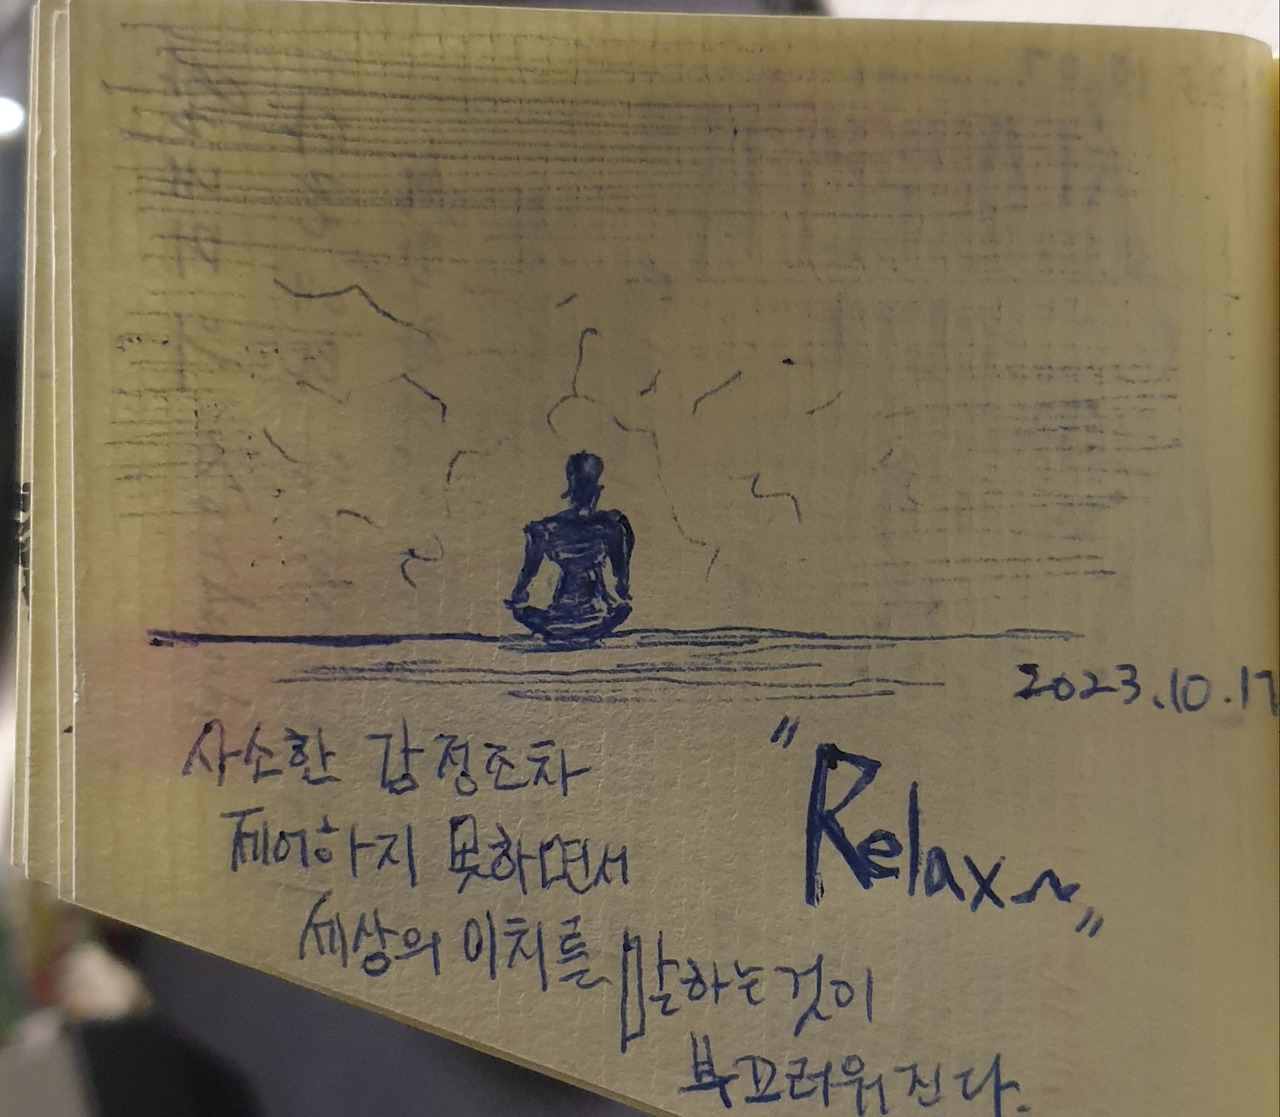 2023.10.17
사소한 감정조차
제어하지 못하면서
세상의 이치를 말하는것이
부끄러워진다.
"Relax~"